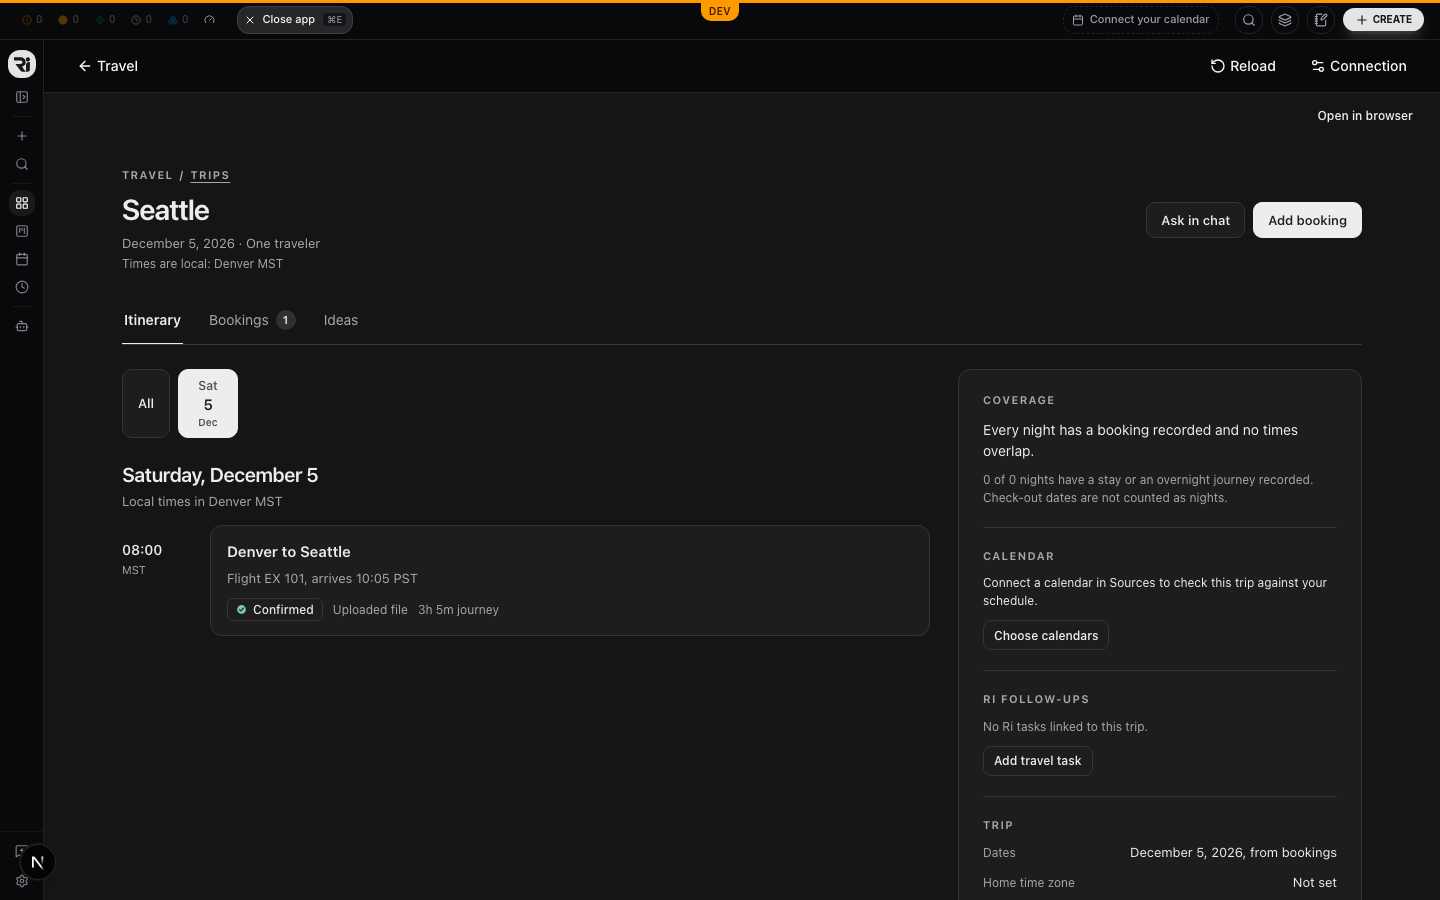 0
0
0
0
0
Close app ⌘E
DEV
Connect your calendar
CREATE
Ri
Travel
Reload
Connection
Open in browser
TRAVEL / TRIPS
Seattle
December 5, 2026 · One traveler
Times are local: Denver MST
Ask in chat
Add booking
Itinerary
Bookings 1
Ideas
All
Sat
5
Dec
Saturday, December 5
Local times in Denver MST
08:00
MST
Denver to Seattle
Flight EX 101, arrives 10:05 PST
Confirmed Uploaded file 3h 5m journey
COVERAGE
Every night has a booking recorded and no times
overlap.
0 of 0 nights have a stay or an overnight journey recorded.
Check-out dates are not counted as nights.
CALENDAR
Connect a calendar in Sources to check this trip against your
schedule.
Choose calendars
RI FOLLOW-UPS
No Ri tasks linked to this trip.
Add travel task
TRIP
Dates December 5, 2026, from bookings
Home time zone Not set
N